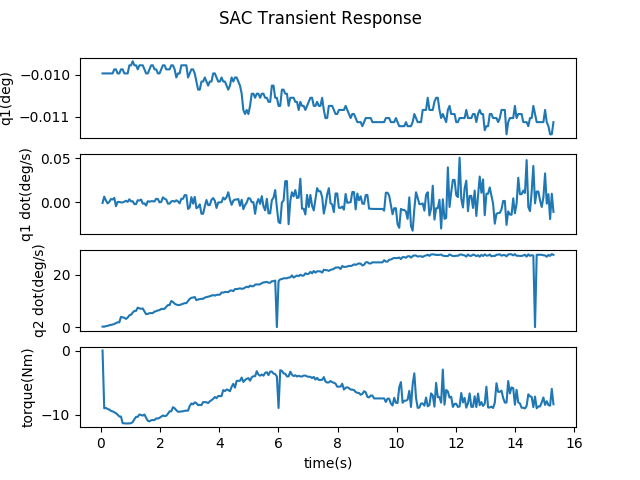 SAC Transient Response
q1(deg)
−0.010
−0.011
q1 dot(deg/s)
0.05
0.00
q2 dot(deg/s)
20
0
torque(Nm)
0
−10
0 2 4 6 8 10 12 14 16
time(s)